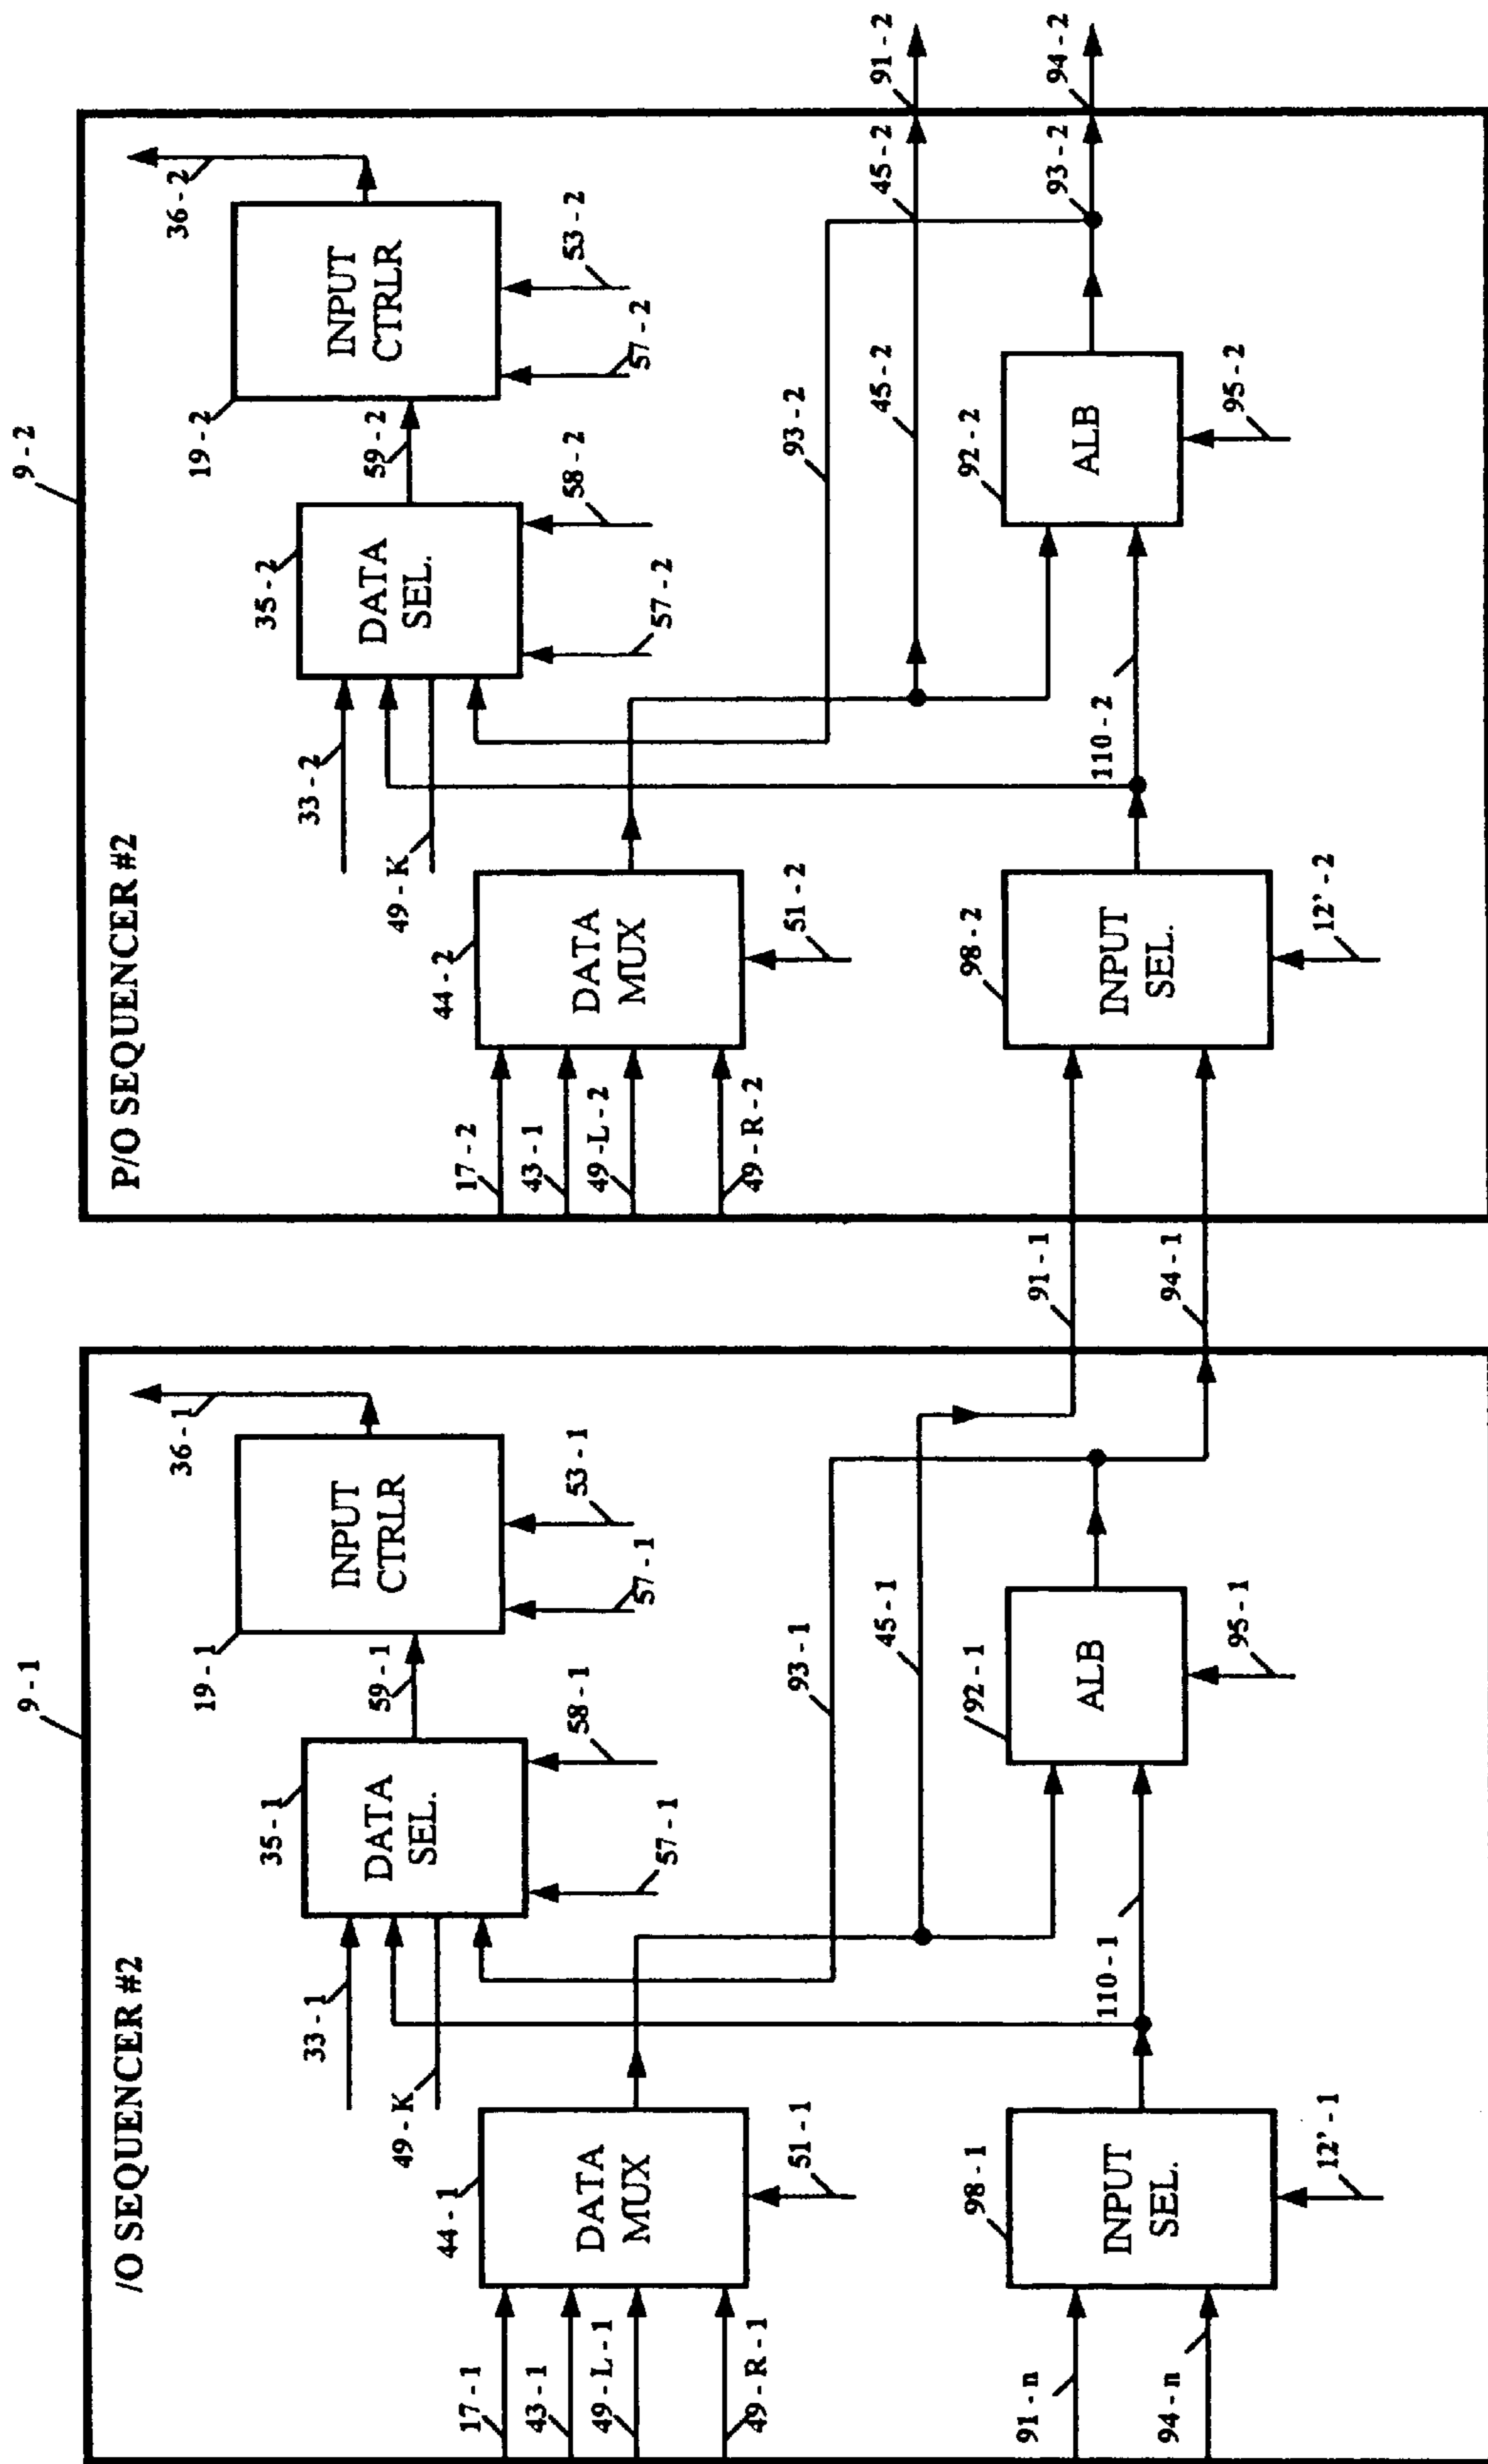 9 - 1
/O SEQUENCER #2
36 - 1
19 - 1
INPUT
CTRLR
53 - 1
57 - 1
59 - 1
35 - 1
DATA
SEL.
58 - 1
57 - 1
33 - 1
49 - K
93 - 1
45 - 1
44 - 1
DATA
MUX
51 - 1
17 - 1
43 - 1
49 - L - 1
49 - R - 1
92 - 1
ALB
95 - 1
110 - 1
98 - 1
INPUT
SEL.
12' - 1
91 - n
94 - n
91 - 1
94 - 1
9 - 2
P/O SEQUENCER #2
36 - 2
19 - 2
INPUT
CTRLR
53 - 2
57 - 2
59 - 2
35 - 2
DATA
SEL.
58 - 2
57 - 2
33 - 2
49 - K
93 - 2
45 - 2
45 - 2
91 - 2
44 - 2
DATA
MUX
51 - 2
17 - 2
43 - 1
49 - L - 2
49 - R - 2
93 - 2
94 - 2
92 - 2
ALB
95 - 2
110 - 2
98 - 2
INPUT
SEL.
12' - 2